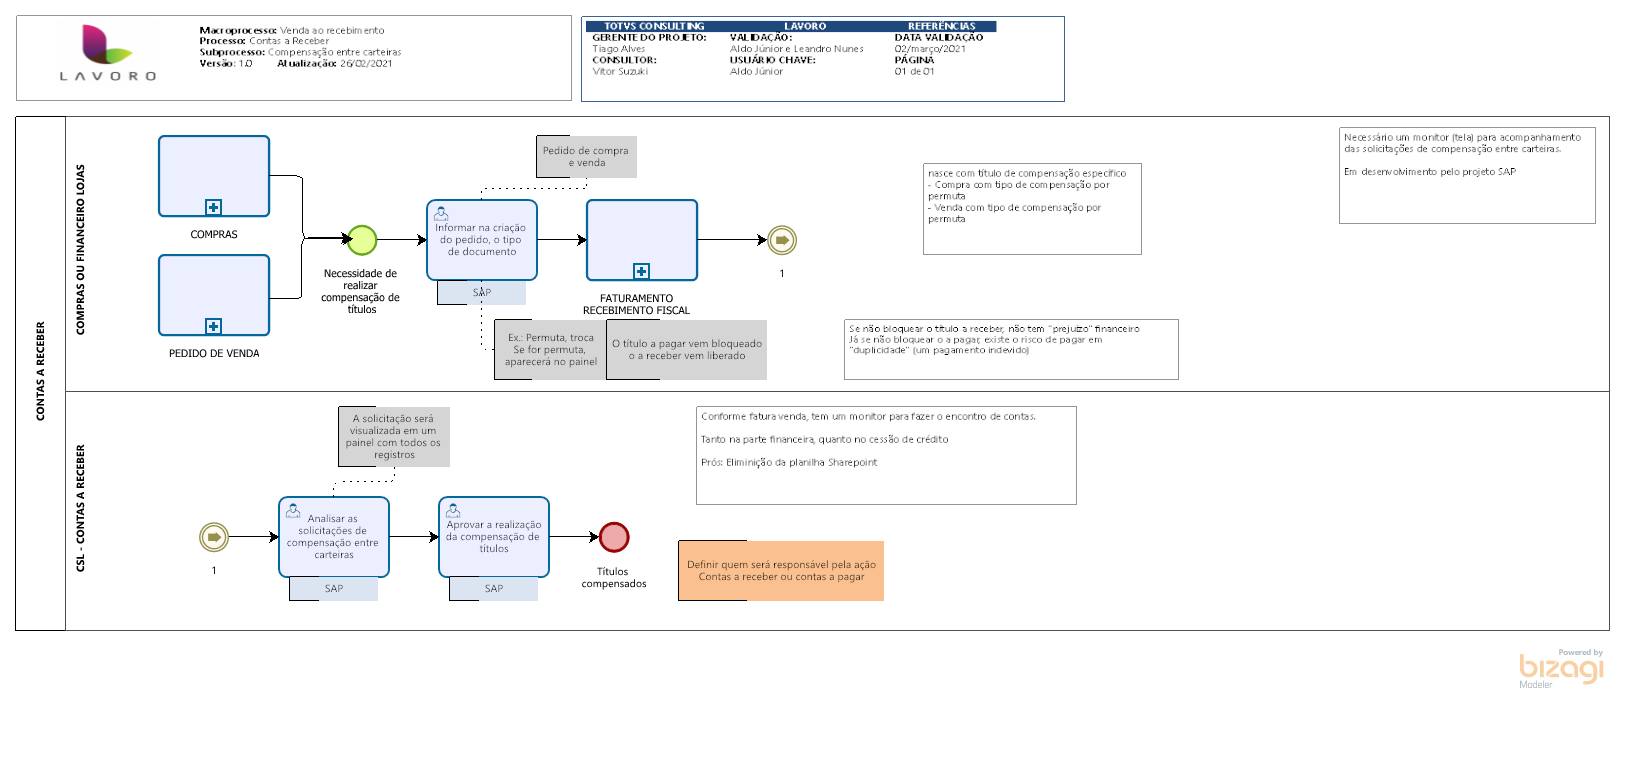 LAVORO
Macroprocesso: Venda ao recebimento
Processo: Contas a Receber
Subprocesso: Compensação entre carteiras
Versão: 1.0 Atualização: 26/02/2021
TOTVS CONSULTING LAVORO REFERÊNCIAS
GERENTE DO PROJETO: VALIDAÇÃO: DATA VALIDAÇÃO
Tiago Alves Aldo Júnior e Leandro Nunes 02/março/2021
CONSULTOR: USUÁRIO CHAVE: PÁGINA
Vitor Suzuki Aldo Júnior 01 de 01
CONTAS A RECEBER
COMPRAS OU FINANCEIRO LOJAS
COMPRAS
PEDIDO DE VENDA
Necessidade de
realizar
compensação de
títulos
Pedido de compra
e venda
Informar na criação
do pedido, o tipo
de documento
SAP
Ex.: Permuta, troca
Se for permuta,
aparecerá no painel
FATURAMENTO
RECEBIMENTO FISCAL
O título a pagar vem bloqueado
o a receber vem liberado
1
nasce com título de compensação específico
- Compra com tipo de compensação por
permuta
- Venda com tipo de compensação por
permuta
Se não bloquear o título a receber, não tem "prejuízo" financeiro
Já se não bloquear o a pagar, existe o risco de pagar em
"duplicidade" (um pagamento indevido)
Necessário um monitor (tela) para acompanhamento
das solicitações de compensação entre carteiras.
Em desenvolvimento pelo projeto SAP
CSL - CONTAS A RECEBER
1
A solicitação será
visualizada em um
painel com todos os
registros
Analisar as
solicitações de
compensação entre
carteiras
SAP
Aprovar a realização
da compensação de
títulos
SAP
Títulos
compensados
Conforme fatura venda, tem um monitor para fazer o encontro de contas.
Tanto na parte financeira, quanto no cessão de crédito
Prós: Eliminição da planilha Sharepoint
Definir quem será responsável pela ação
Contas a receber ou contas a pagar
Powered by
bizagi
Modeler